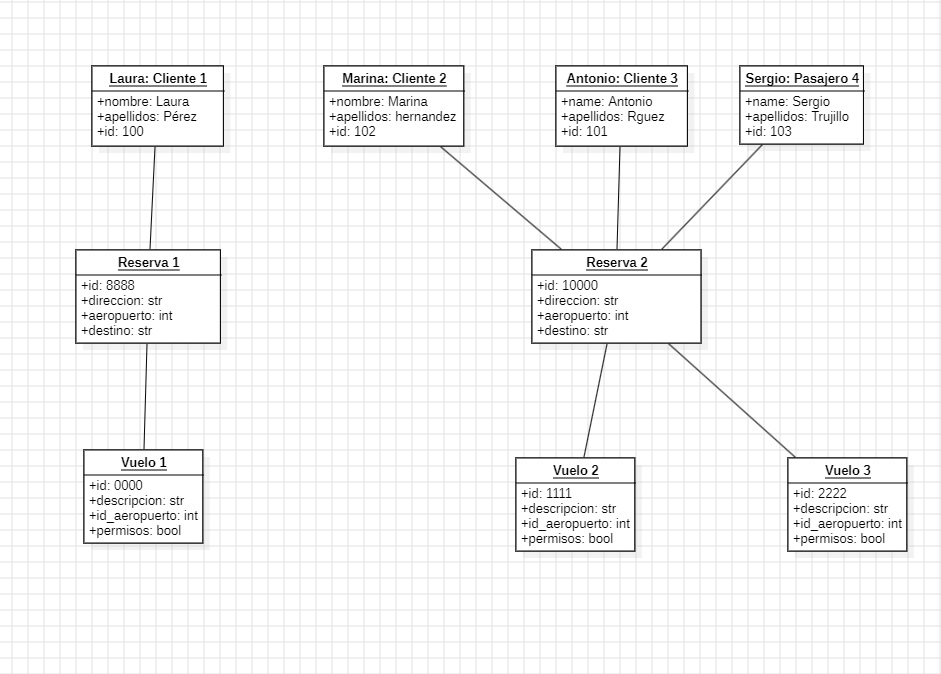 Laura: Cliente 1
+nombre: Laura
+apellidos: Pérez
+id: 100
Marina: Cliente 2
+nombre: Marina
+apellidos: hernandez
+id: 102
Antonio: Cliente 3
+name: Antonio
+apellidos: Rguez
+id: 101
Sergio: Pasajero 4
+name: Sergio
+apellidos: Trujillo
+id: 103
Reserva 1
+id: 8888
+direccion: str
+aeropuerto: int
+destino: str
Reserva 2
+id: 10000
+direccion: str
+aeropuerto: int
+destino: str
Vuelo 1
+id: 0000
+descripcion: str
+id_aeropuerto: int
+permisos: bool
Vuelo 2
+id: 1111
+descripcion: str
+id_aeropuerto: int
+permisos: bool
Vuelo 3
+id: 2222
+descripcion: str
+id_aeropuerto: int
+permisos: bool